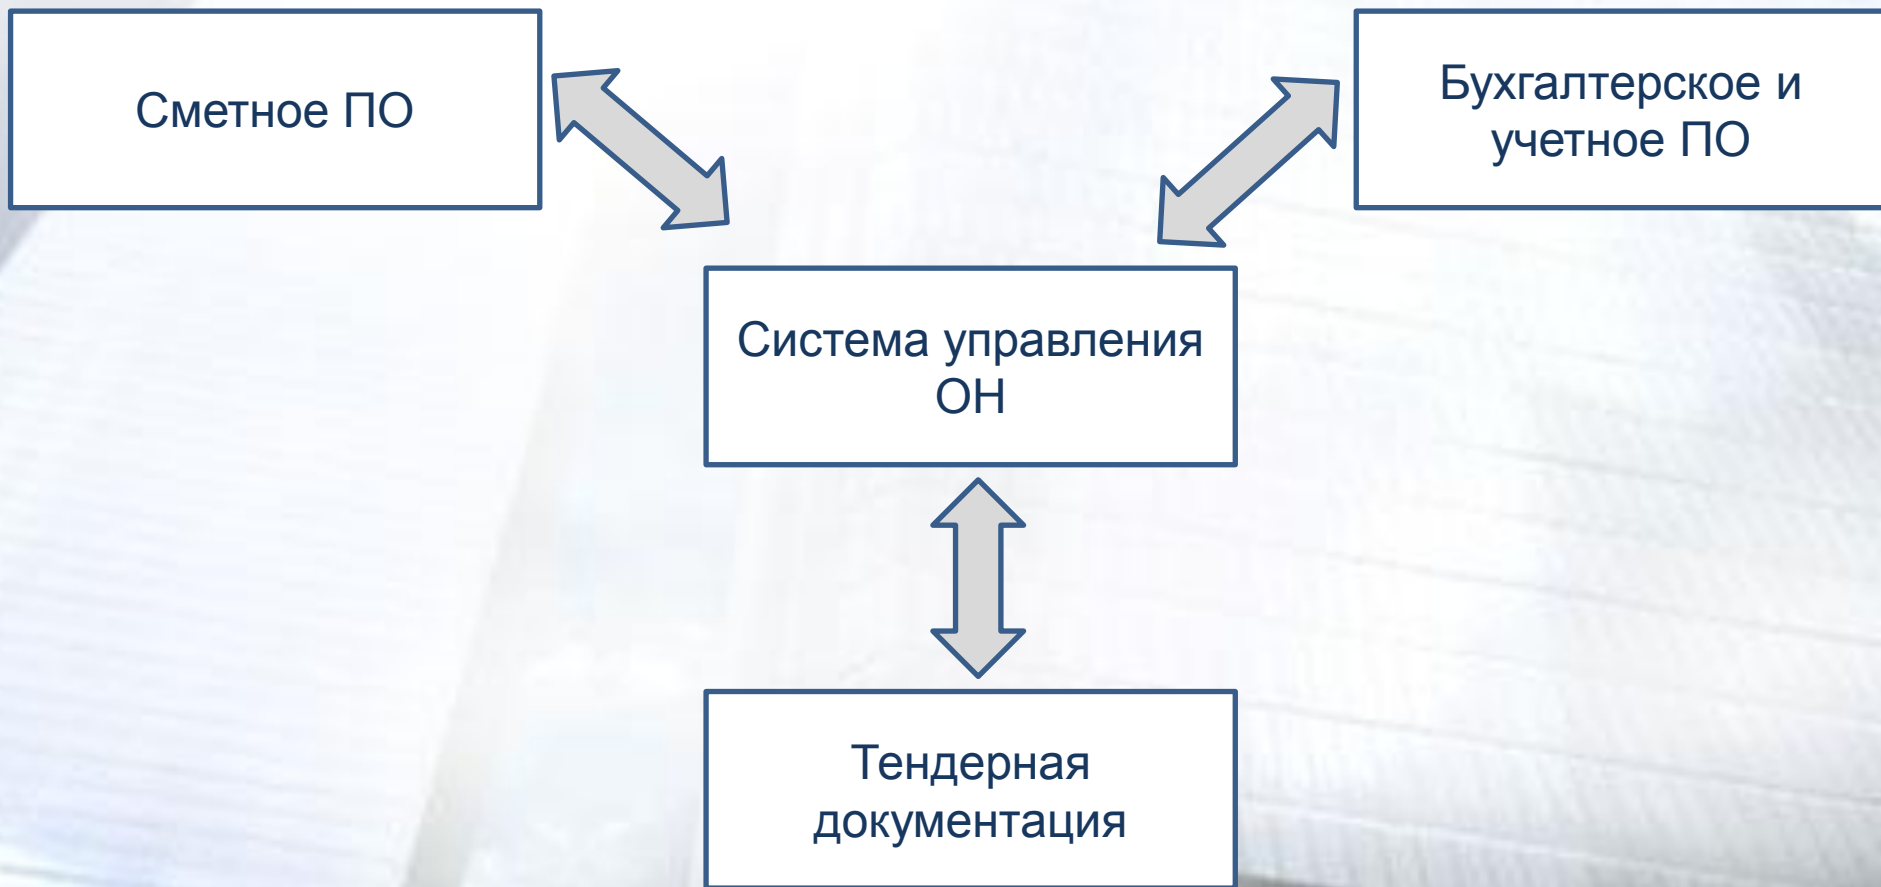 Сметное ПО
Бухгалтерское и
учетное ПО
Система управления
ОН
Тендерная
документация